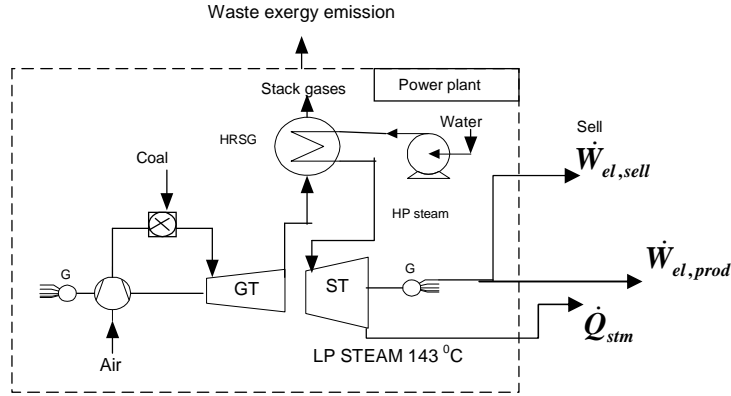 Waste exergy emission
Power plant
Stack gases
Water
HRSG
Sell
Ẇel,sell
Coal
HP steam
G
GT
ST
G
Ẇel,prod
Q̇stm
LP STEAM 143 ⁰C
Air